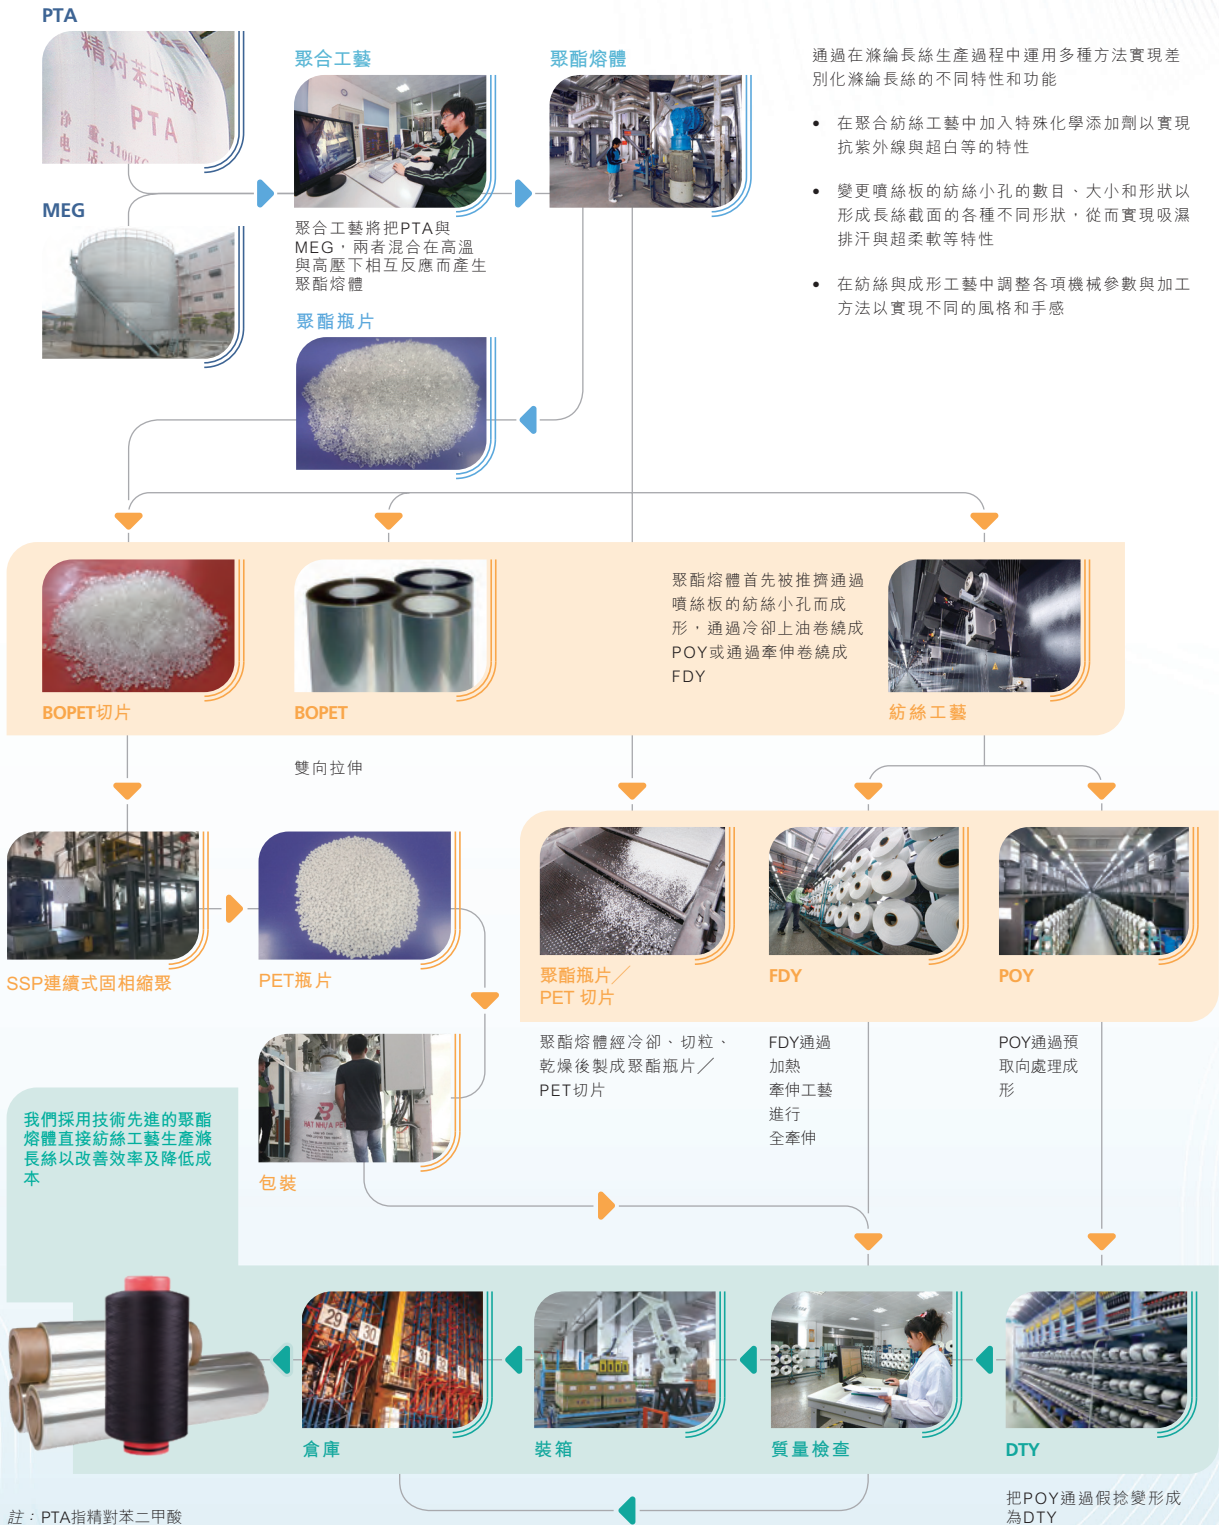 PTA
精对苯二甲酸
PTA
净 重: 1100KG
电 话:
MEG
聚合工藝
聚合工藝將把PTA與
MEG，兩者混合在高溫
與高壓下相互反應而產生
聚酯熔體
聚酯熔體
通過在滌綸長絲生產過程中運用多種方法實現差
別化滌綸長絲的不同特性和功能
• 在聚合紡絲工藝中加入特殊化學添加劑以實現
抗紫外線與超白等的特性
• 變更噴絲板的紡絲小孔的數目、大小和形狀以
形成長絲截面的各種不同形狀，從而實現吸濕
排汗與超柔軟等特性
• 在紡絲與成形工藝中調整各項機械參數與加工
方法以實現不同的風格和手感
聚酯瓶片
BOPET切片
BOPET
雙向拉伸
聚酯熔體首先被推擠通過
噴絲板的紡絲小孔而成
形，通過冷卻上油卷繞成
POY或通過牽伸卷繞成
FDY
紡絲工藝
SSP連續式固相縮聚
PET瓶片
聚酯瓶片╱
PET 切片
聚酯熔體經冷卻、切粒、
乾燥後製成聚酯瓶片╱
PET切片
FDY
FDY通過
加熱
牽伸工藝
進行
全牽伸
POY
POY通過預
取向處理成
形
包裝
我們採用技術先進的聚酯
熔體直接紡絲工藝生產滌
長絲以改善效率及降低成
本
29
30
31
倉庫
裝箱
質量檢查
DTY
把POY通過假捻變形成
為DTY
註：PTA指精對苯二甲酸